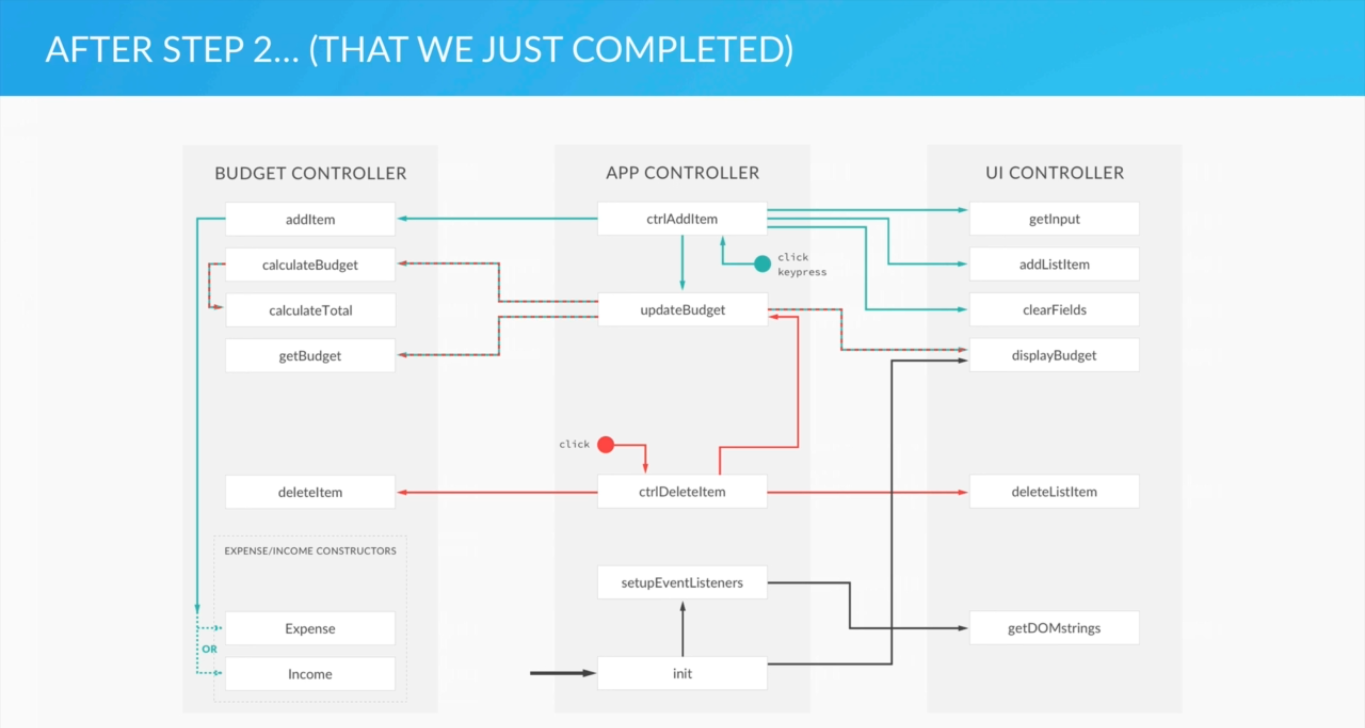 AFTER STEP 2... (THAT WE JUST COMPLETED)
BUDGET CONTROLLER
addItem
calculateBudget
calculateTotal
getBudget
deleteItem
EXPENSE/INCOME CONSTRUCTORS
Expense
OR
Income
APP CONTROLLER
ctrlAddItem
click
keypress
updateBudget
click
ctrlDeleteItem
setupEventListeners
init
UI CONTROLLER
getInput
addListItem
clearFields
displayBudget
deleteListItem
getDOMstrings